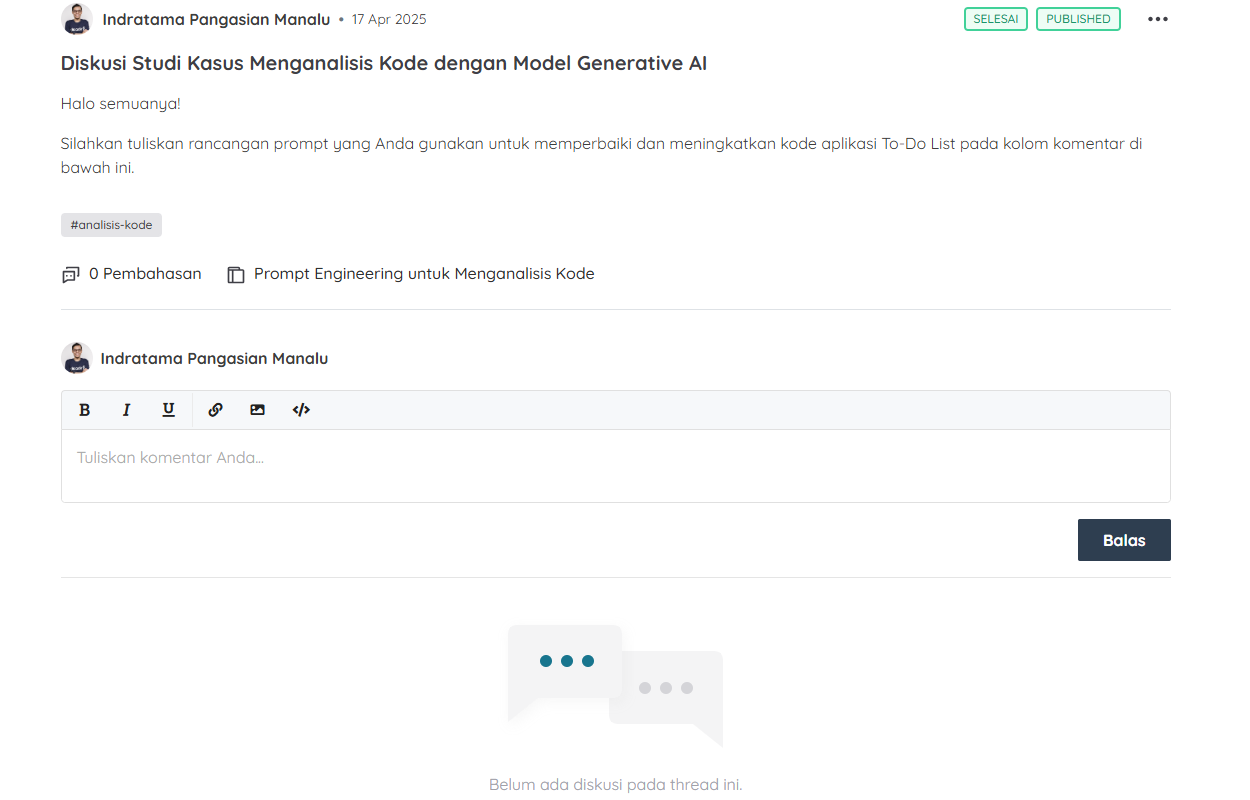 Indratama Pangasian Manalu • 17 Apr 2025 SELESAI PUBLISHED •••
Diskusi Studi Kasus Menganalisis Kode dengan Model Generative AI
Halo semuanya!
Silahkan tuliskan rancangan prompt yang Anda gunakan untuk memperbaiki dan meningkatkan kode aplikasi To-Do List pada kolom komentar di
bawah ini.
#analisis-kode
0 Pembahasan Prompt Engineering untuk Menganalisis Kode
Indratama Pangasian Manalu
B I U </>
Tuliskan komentar Anda...
Balas
Belum ada diskusi pada thread ini.